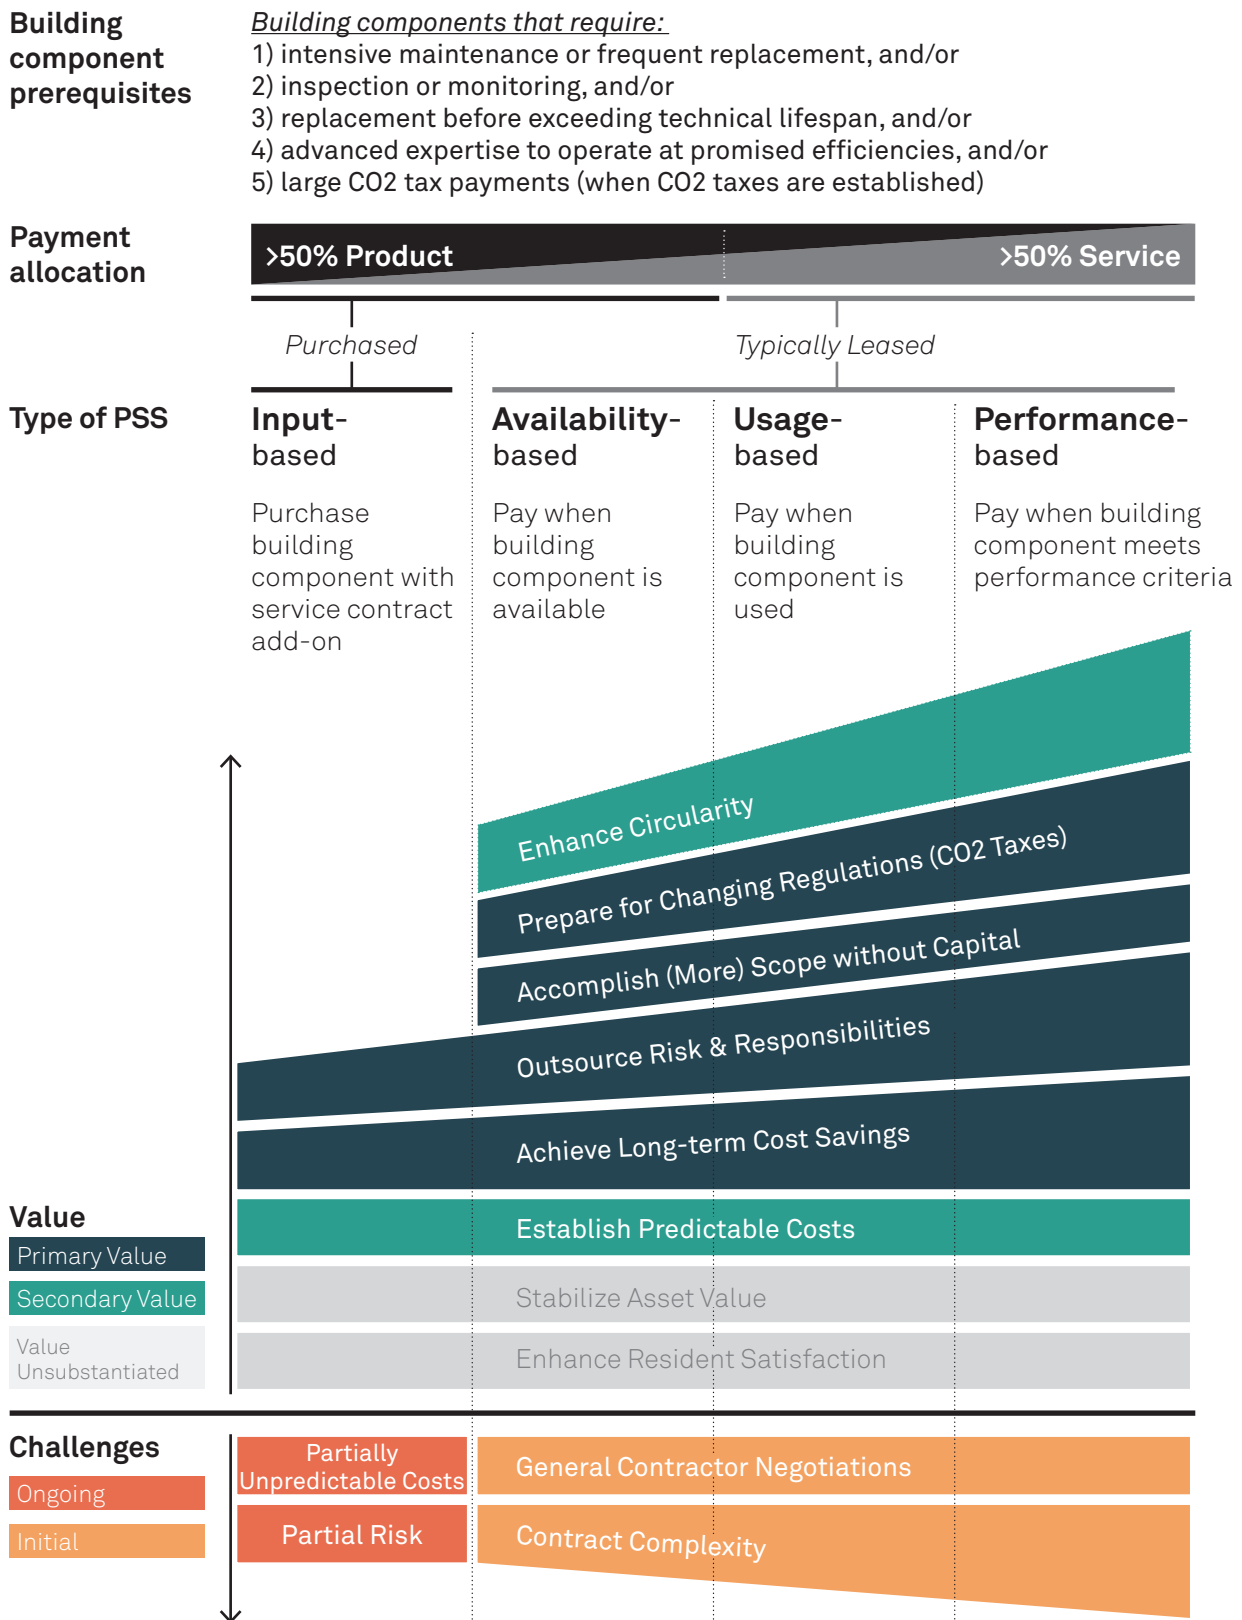 Building
component
prerequisites
Building components that require:
1) intensive maintenance or frequent replacement, and/or
2) inspection or monitoring, and/or
3) replacement before exceeding technical lifespan, and/or
4) advanced expertise to operate at promised efficiencies, and/or
5) large CO2 tax payments (when CO2 taxes are established)
Payment
allocation
>50% Product
>50% Service
Purchased
Typically Leased
Type of PSS
Input-
based
Purchase
building
component with
service contract
add-on
Availability-
based
Pay when
building
component is
available
Usage-
based
Pay when
building
component is
used
Performance-
based
Pay when building
component meets
performance criteria
Enhance Circularity
Prepare for Changing Regulations (CO2 Taxes)
Accomplish (More) Scope without Capital
Outsource Risk & Responsibilities
Achieve Long-term Cost Savings
Establish Predictable Costs
Stabilize Asset Value
Enhance Resident Satisfaction
Value
Primary Value
Secondary Value
Value
Unsubstantiated
Challenges
Ongoing
Initial
Partially
Unpredictable Costs
General Contractor Negotiations
Partial Risk
Contract Complexity